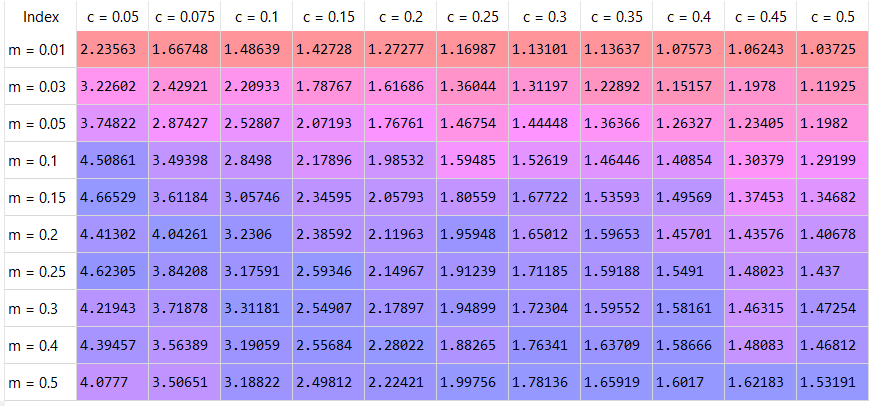 Index c = 0.05 c = 0.075 c = 0.1 c = 0.15 c = 0.2 c = 0.25 c = 0.3 c = 0.35 c = 0.4 c = 0.45 c = 0.5
m = 0.01 2.23563 1.66748 1.48639 1.42728 1.27277 1.16987 1.13101 1.13637 1.07573 1.06243 1.03725
m = 0.03 3.22602 2.42921 2.20933 1.78767 1.61686 1.36044 1.31197 1.22892 1.15157 1.1978 1.11925
m = 0.05 3.74822 2.87427 2.52807 2.07193 1.76761 1.46754 1.44448 1.36366 1.26327 1.23405 1.1982
m = 0.1 4.50861 3.49398 2.8498 2.17896 1.98532 1.59485 1.52619 1.46446 1.40854 1.30379 1.29199
m = 0.15 4.66529 3.61184 3.05746 2.34595 2.05793 1.80559 1.67722 1.53593 1.49569 1.37453 1.34682
m = 0.2 4.41302 4.04261 3.2306 2.38592 2.11963 1.95948 1.65012 1.59653 1.45701 1.43576 1.40678
m = 0.25 4.62305 3.84208 3.17591 2.59346 2.14967 1.91239 1.71185 1.59188 1.5491 1.48023 1.437
m = 0.3 4.21943 3.71878 3.31181 2.54907 2.17897 1.94899 1.72304 1.59552 1.58161 1.46315 1.47254
m = 0.4 4.39457 3.56389 3.19059 2.55684 2.28022 1.88265 1.76341 1.63709 1.58666 1.48083 1.46812
m = 0.5 4.0777 3.50651 3.18822 2.49812 2.22421 1.99756 1.78136 1.65919 1.6017 1.62183 1.53191